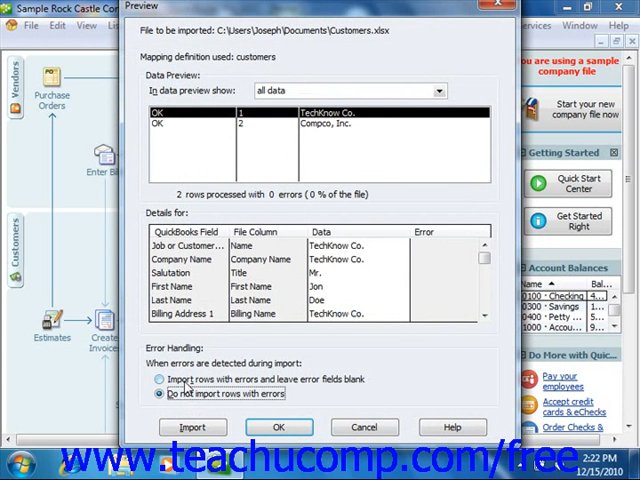 Sample Rock Castle Con
Preview
File
Edit
View
Services
Window
Help
File to be imported: C:\Users\Joseph\Documents\Customers.xlsx
Mapping definition used: customers
Data Preview:
In data preview show: all data
OK 1 TechKnow Co.
OK 2 Compco, Inc.
2 rows processed with 0 errors ( 0 % of the file)
Details for:
QuickBooks Field File Column Data Error
Job or Customer... Name TechKnow Co.
Company Name Company Name TechKnow Co.
Salutation Title Mr.
First Name First Name Jon
Last Name Last Name Doe
Billing Address 1 Billing Name TechKnow Co.
Error Handling:
When errors are detected during import:
Import rows with errors and leave error fields blank
Do not import rows with errors
Import OK Cancel Help
Vendors
Purchase
Orders
Enter Bil
Customers
Estimates
Create
Invoices
ou are using a sample
company file
Start your new
company file now
Getting Started
Quick Start
Center
Get Started
Right
Account Balances
Name Bal...
0100 · Checking 4...
0300 · Savings 1...
0400 · Petty ...
1000 · Accou...
Do More with Quic...
Pay your
employees
Accept credit
cards & eChecks
Order Checks &
www.teachucomp.com/free
2:22 PM
12/15/2010